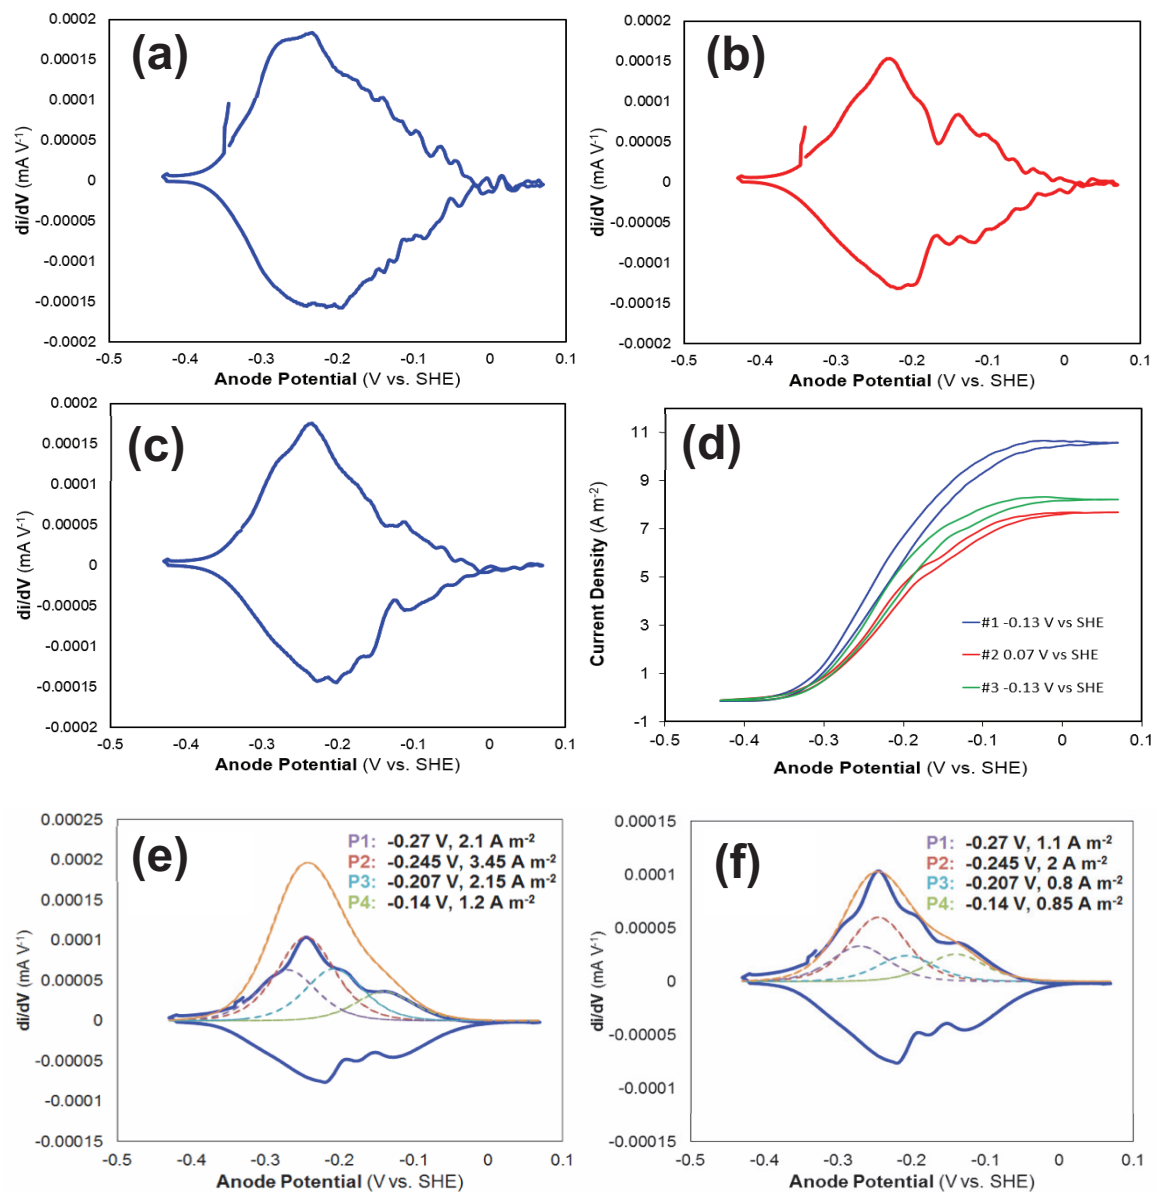 (a)
0.0002
0.00015
0.0001
0.00005
0
-0.00005
-0.0001
-0.00015
-0.0002
di/dV (mA V-1)
-0.5 -0.4 -0.3 -0.2 -0.1 0 0.1
Anode Potential (V vs. SHE)
(b)
0.0002
0.00015
0.0001
0.00005
0
-0.00005
-0.0001
-0.00015
-0.0002
di/dV (mA V-1)
-0.5 -0.4 -0.3 -0.2 -0.1 0 0.1
Anode Potential (V vs. SHE)
(c)
0.0002
0.00015
0.0001
0.00005
0
-0.00005
-0.0001
-0.00015
-0.0002
di/dV (mA V-1)
-0.5 -0.4 -0.3 -0.2 -0.1 0 0.1
Anode Potential (V vs. SHE)
(d)
11
9
7
5
3
1
-1
Current Density (A m-2)
#1 -0.13 V vs SHE
#2 0.07 V vs SHE
#3 -0.13 V vs SHE
-0.5 -0.4 -0.3 -0.2 -0.1 0 0.1
Anode Potential (V vs. SHE)
(e)
0.00025
0.0002
0.00015
0.0001
0.00005
0
-0.00005
-0.0001
-0.00015
di/dV (mA V-1)
P1: -0.27 V, 2.1 A m-2
P2: -0.245 V, 3.45 A m-2
P3: -0.207 V, 2.15 A m-2
P4: -0.14 V, 1.2 A m-2
-0.5 -0.4 -0.3 -0.2 -0.1 0 0.1
Anode Potential (V vs. SHE)
(f)
0.00015
0.0001
0.00005
0
-0.00005
-0.0001
-0.00015
di/dV (mA V-1)
P1: -0.27 V, 1.1 A m-2
P2: -0.245 V, 2 A m-2
P3: -0.207 V, 0.8 A m-2
P4: -0.14 V, 0.85 A m-2
-0.5 -0.4 -0.3 -0.2 -0.1 0 0.1
Anode Potential (V vs. SHE)